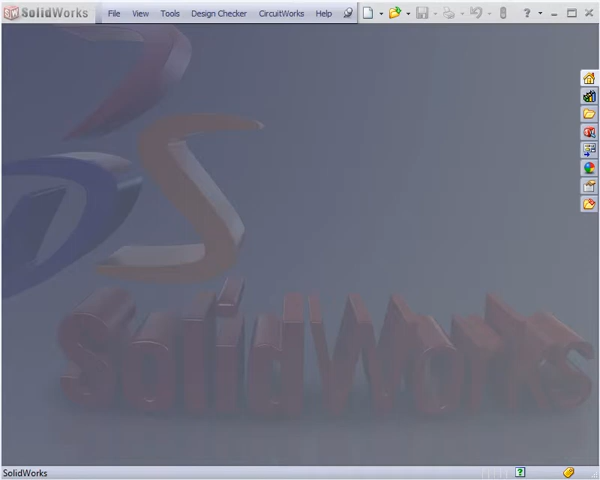 SolidWorks File View Tools Design Checker CircuitWorks Help ?
SolidWorks
SolidWorks ?